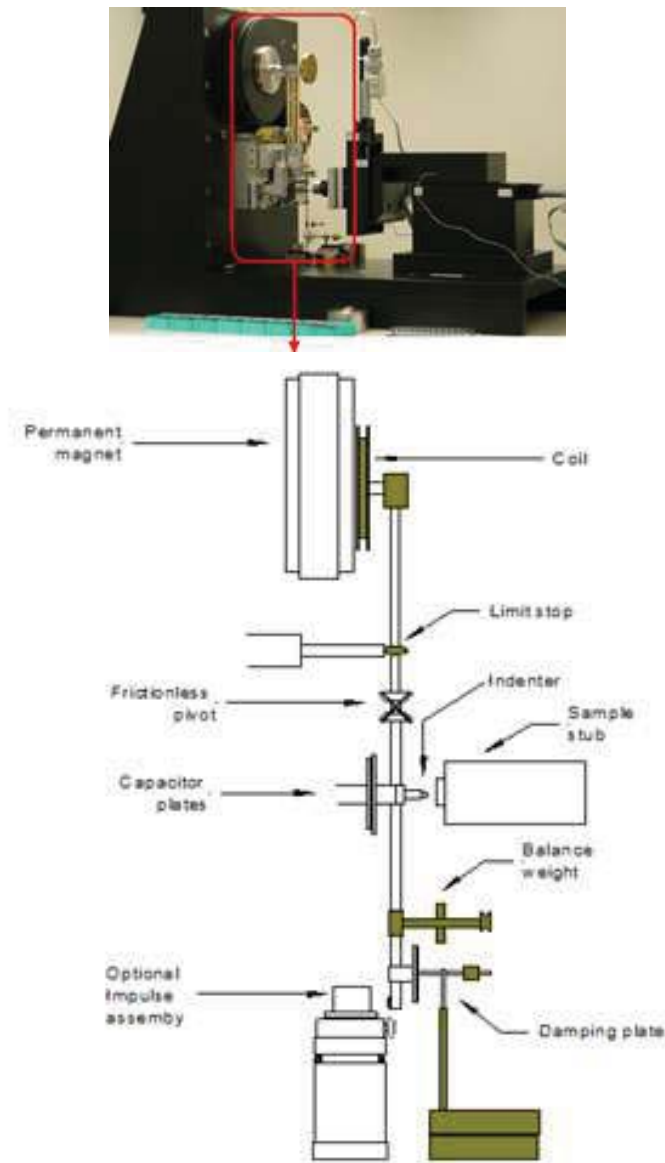 Permanent
magnet
Coil
Limit stop
Frictionless
pivot
Indenter
Sample
stub
Capacitor
plates
Balance
weight
Optional
Impulse
assemby
Damping plate